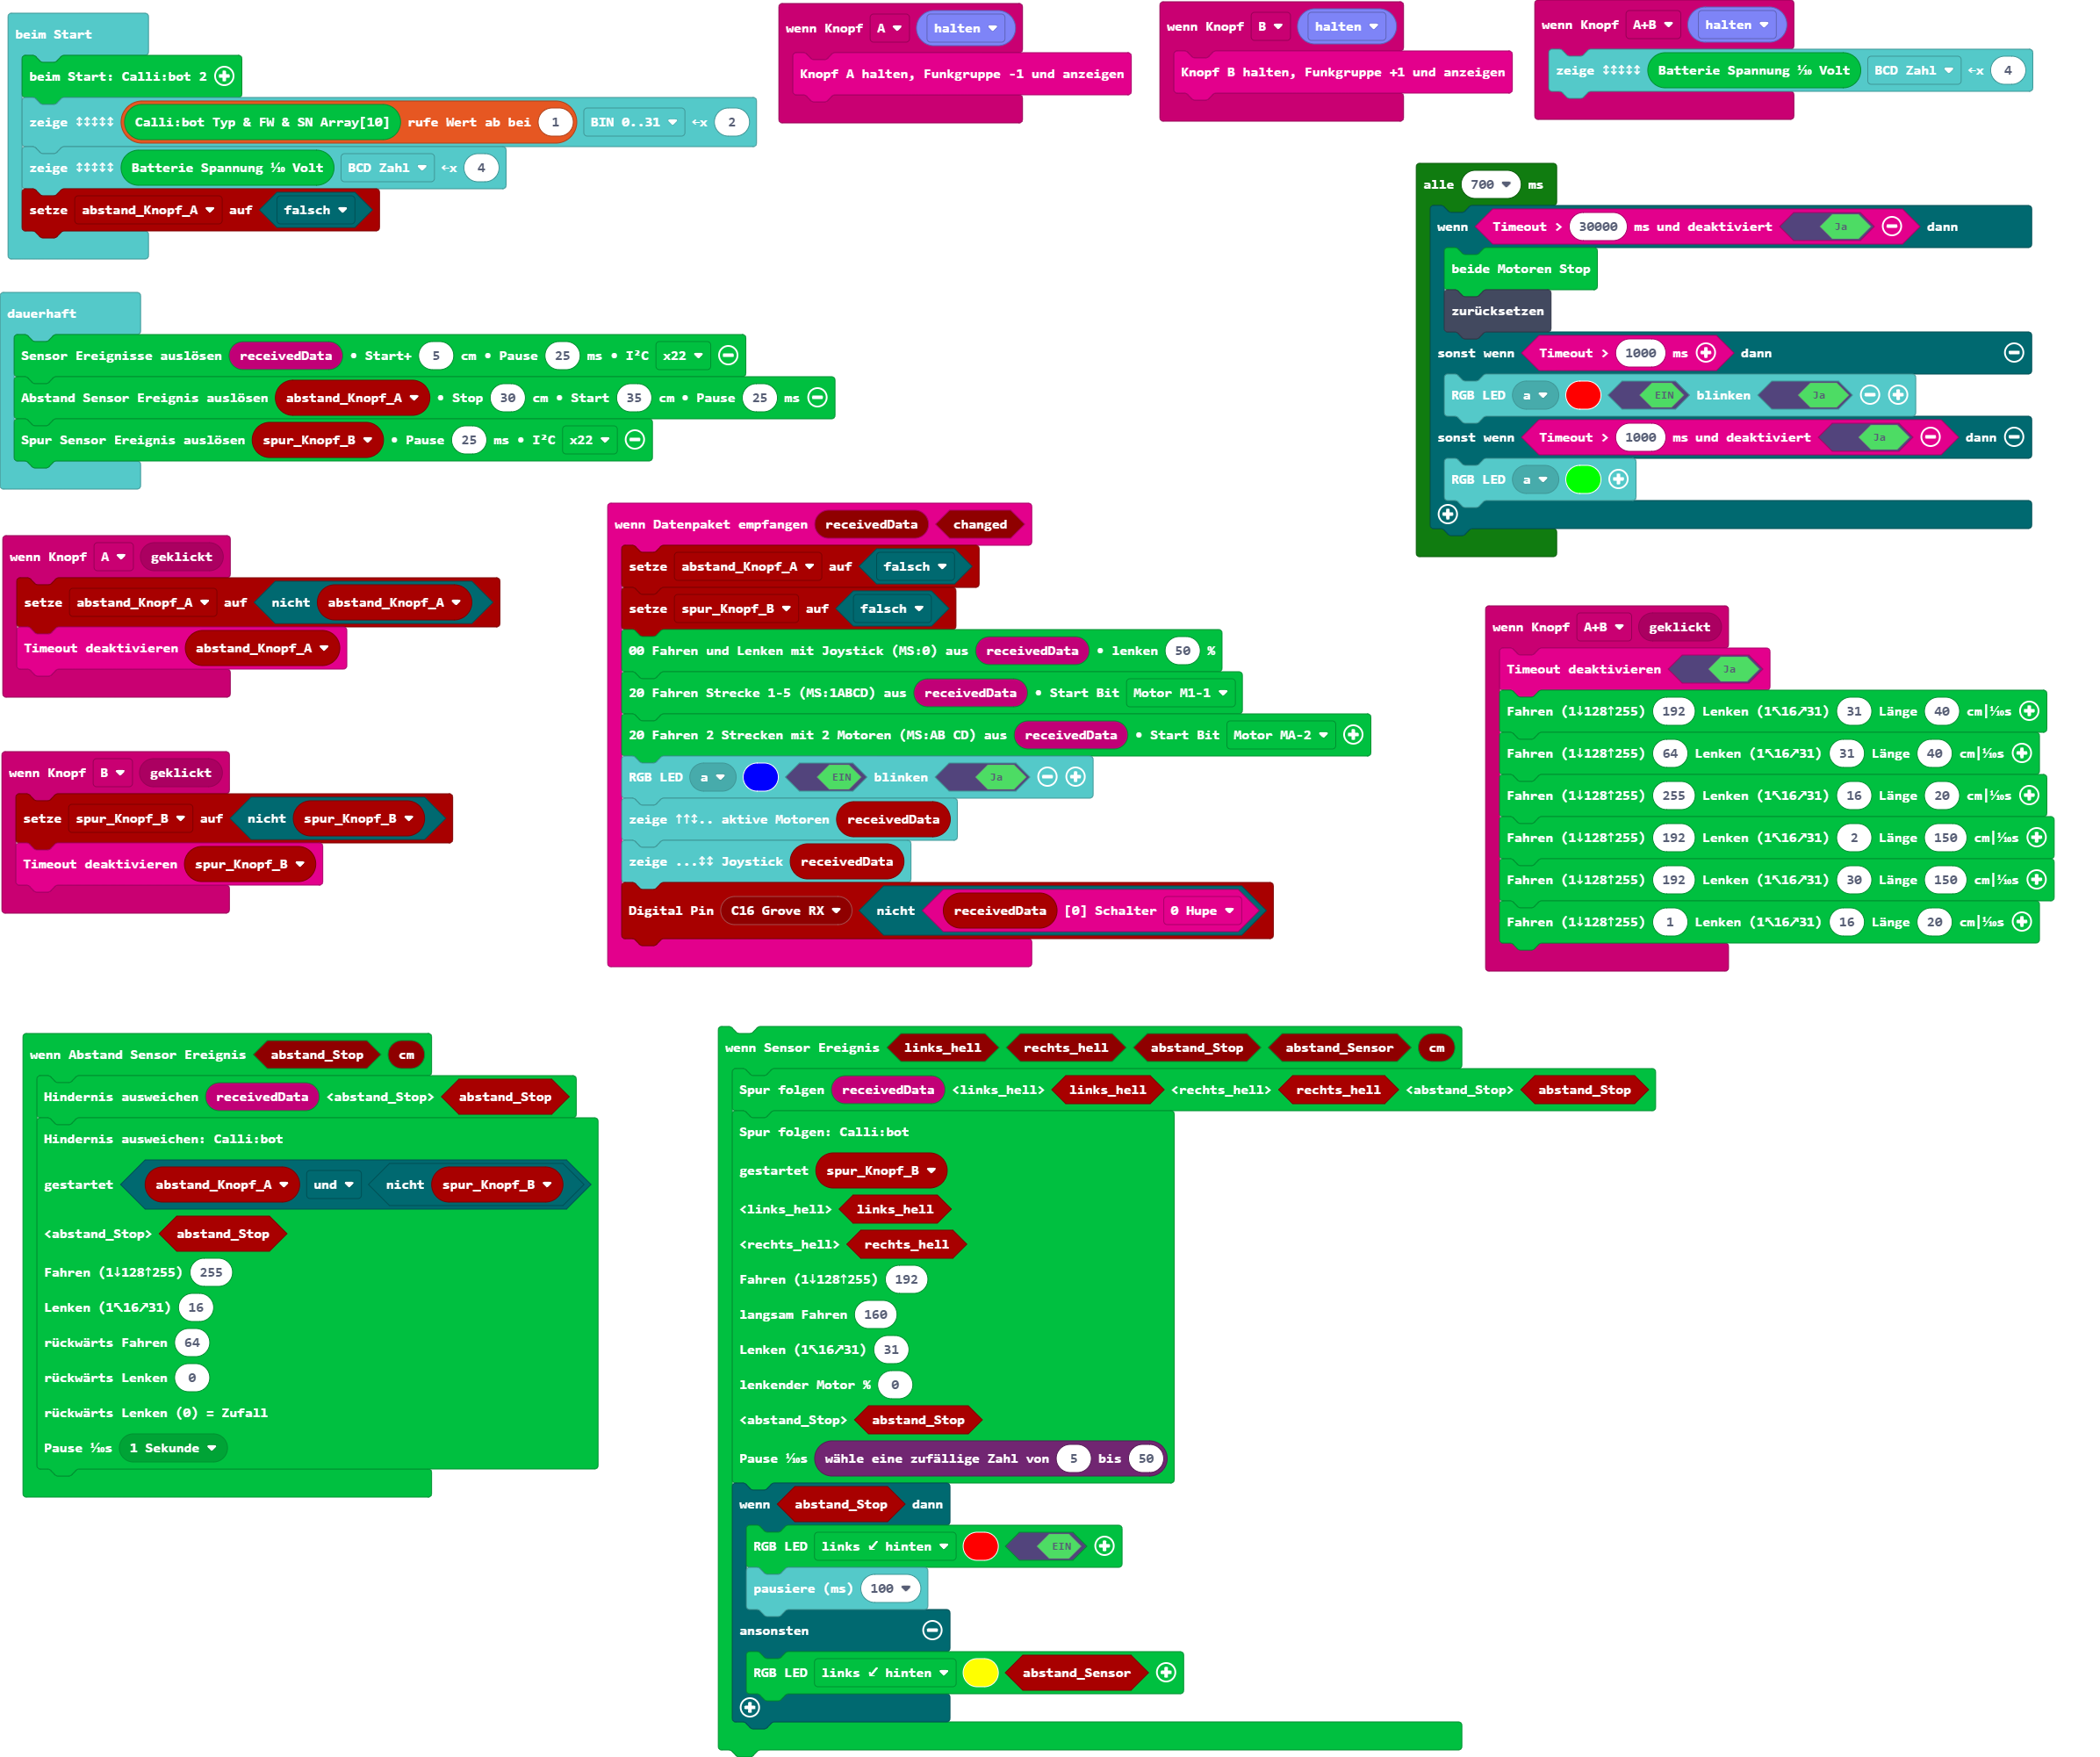 beim Start
beim Start: Calli:bot 2
zeige ↕↕↕↕↕ Calli:bot Typ & FW & SN Array[10] rufe Wert ab bei 1 BIN 0..31 ←x 2
zeige ↕↕↕↕↕ Batterie Spannung ⅒ Volt BCD Zahl ←x 4
setze abstand_Knopf_A auf falsch
wenn Knopf A halten
Knopf A halten, Funkgruppe -1 und anzeigen
wenn Knopf B halten
Knopf B halten, Funkgruppe +1 und anzeigen
wenn Knopf A+B halten
zeige ↕↕↕↕↕ Batterie Spannung ⅒ Volt BCD Zahl ←x 4
alle 700 ms
wenn Timeout > 30000 ms und deaktiviert Ja dann
beide Motoren Stop
zurücksetzen
sonst wenn Timeout > 1000 ms dann
RGB LED a EIN blinken Ja
sonst wenn Timeout > 1000 ms und deaktiviert Ja dann
RGB LED a
dauerhaft
Sensor Ereignisse auslösen receivedData • Start+ 5 cm • Pause 25 ms • I²C x22
Abstand Sensor Ereignis auslösen abstand_Knopf_A • Stop 30 cm • Start 35 cm • Pause 25 ms
Spur Sensor Ereignis auslösen spur_Knopf_B • Pause 25 ms • I²C x22
wenn Knopf A geklickt
setze abstand_Knopf_A auf nicht abstand_Knopf_A
Timeout deaktivieren abstand_Knopf_A
wenn Knopf B geklickt
setze spur_Knopf_B auf nicht spur_Knopf_B
Timeout deaktivieren spur_Knopf_B
wenn Datenpaket empfangen receivedData changed
setze abstand_Knopf_A auf falsch
setze spur_Knopf_B auf falsch
00 Fahren und Lenken mit Joystick (MS:0) aus receivedData • lenken 50 %
20 Fahren Strecke 1-5 (MS:1ABCD) aus receivedData • Start Bit Motor M1-1
20 Fahren 2 Strecken mit 2 Motoren (MS:AB CD) aus receivedData • Start Bit Motor MA-2
RGB LED a EIN blinken Ja
zeige ↑↑↕.. aktive Motoren receivedData
zeige ...↕↕ Joystick receivedData
Digital Pin C16 Grove RX nicht receivedData [0] Schalter 0 Hupe
wenn Knopf A+B geklickt
Timeout deaktivieren Ja
Fahren (1↓128↑255) 192 Lenken (1↖16↗31) 31 Länge 40 cm|⅒s
Fahren (1↓128↑255) 64 Lenken (1↖16↗31) 31 Länge 40 cm|⅒s
Fahren (1↓128↑255) 255 Lenken (1↖16↗31) 16 Länge 20 cm|⅒s
Fahren (1↓128↑255) 192 Lenken (1↖16↗31) 2 Länge 150 cm|⅒s
Fahren (1↓128↑255) 192 Lenken (1↖16↗31) 30 Länge 150 cm|⅒s
Fahren (1↓128↑255) 1 Lenken (1↖16↗31) 16 Länge 20 cm|⅒s
wenn Abstand Sensor Ereignis abstand_Stop cm
Hindernis ausweichen receivedData <abstand_Stop> abstand_Stop
Hindernis ausweichen: Calli:bot
gestartet abstand_Knopf_A und nicht spur_Knopf_B
<abstand_Stop> abstand_Stop
Fahren (1↓128↑255) 255
Lenken (1↖16↗31) 16
rückwärts Fahren 64
rückwärts Lenken 0
rückwärts Lenken (0) = Zufall
Pause ⅒s 1 Sekunde
wenn Sensor Ereignis links_hell rechts_hell abstand_Stop abstand_Sensor cm
Spur folgen receivedData <links_hell> links_hell <rechts_hell> rechts_hell <abstand_Stop> abstand_Stop
Spur folgen: Calli:bot
gestartet spur_Knopf_B
<links_hell> links_hell
<rechts_hell> rechts_hell
Fahren (1↓128↑255) 192
langsam Fahren 160
Lenken (1↖16↗31) 31
lenkender Motor % 0
<abstand_Stop> abstand_Stop
Pause ⅒s wähle eine zufällige Zahl von 5 bis 50
wenn abstand_Stop dann
RGB LED links ↙ hinten EIN
pausiere (ms) 100
ansonsten
RGB LED links ↙ hinten abstand_Sensor